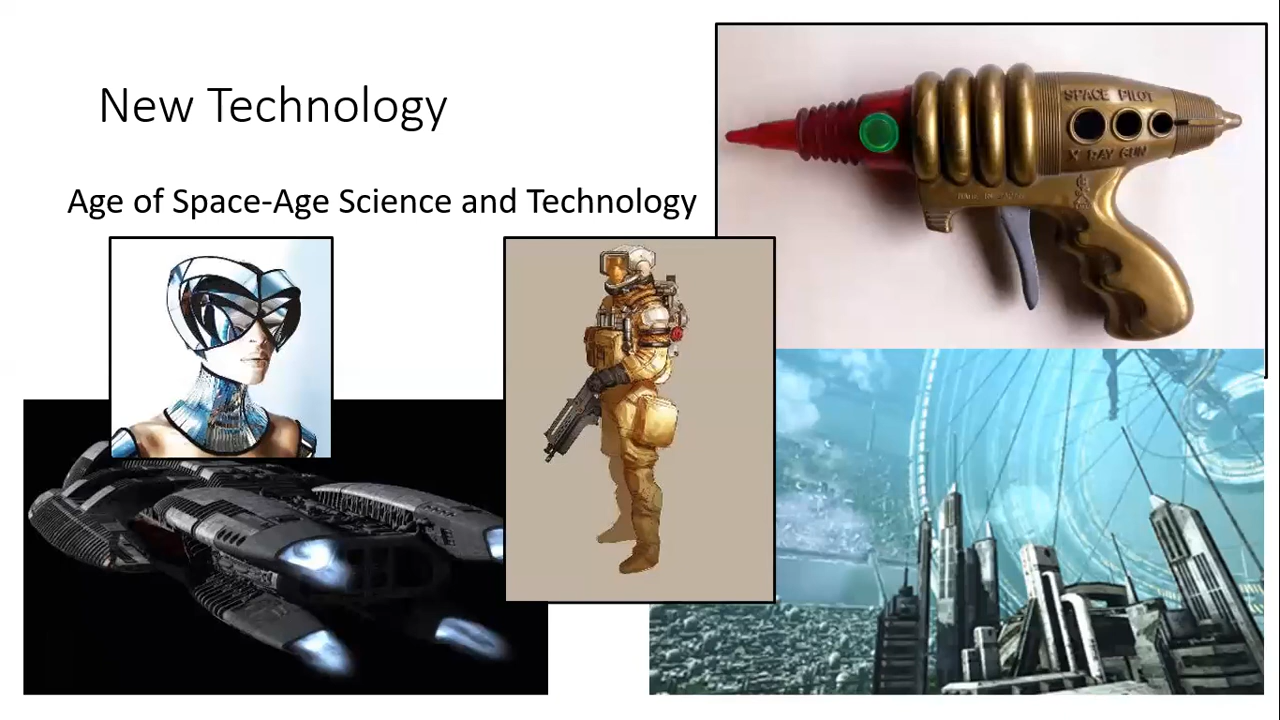 New Technology
Age of Space-Age Science and Technology
SPACE PILOT
X RAY GUN